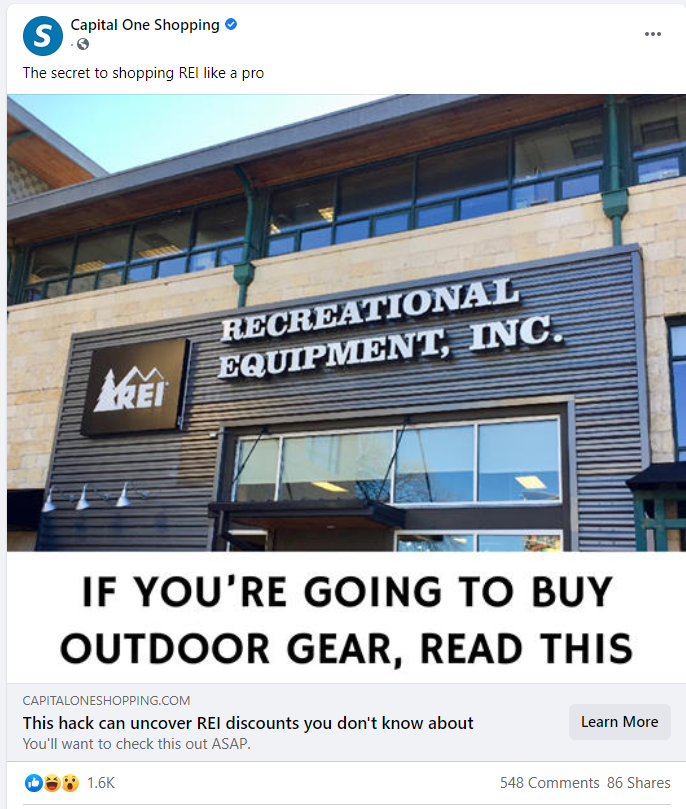 Capital One Shopping
The secret to shopping REI like a pro
RECREATIONAL
EQUIPMENT, INC.
REI
IF YOU'RE GOING TO BUY
OUTDOOR GEAR, READ THIS
CAPITALONESHOPPING.COM
This hack can uncover REI discounts you don't know about
You'll want to check this out ASAP.
Learn More
1.6K
548 Comments 86 Shares